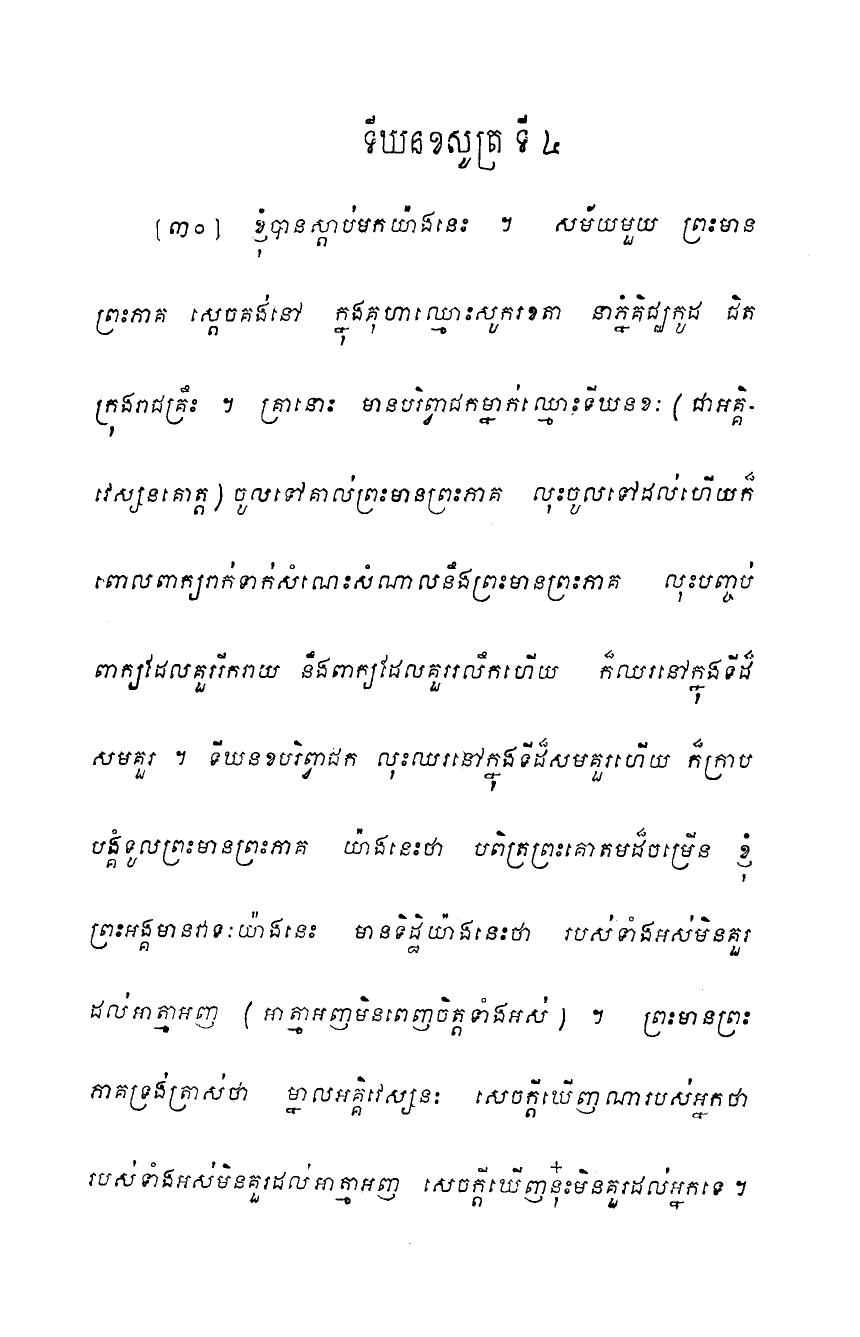 ទីឃនខសូត្រ ទី ៤
[៣០] ខ្ញុំបានស្តាប់មកយ៉ាងនេះ ។ សម័យមួយ ព្រះមាន
ព្រះភាគ ស្តេចគង់នៅ ក្នុងគុហាឈ្មោះសូករខតា នាភ្នំគិជ្ឈកូដ ជិត
ក្រុងរាជគ្រឹះ ។ គ្រានោះ មានបរិព្វាជកម្នាក់ឈ្មោះទីឃនខៈ ( ជាអគ្គិ-
វេស្សនគោត្ត ) ចូលទៅគាល់ព្រះមានព្រះភាគ លុះចូលទៅដល់ហើយក៏
ពោលពាក្យរាក់ទាក់សំណេះសំណាលនឹងព្រះមានព្រះភាគ លុះបញ្ចប់
ពាក្យដែលគួររីករាយ នឹងពាក្យដែលគួររលឹកហើយ ក៏ឈរនៅក្នុងទីដ៏
សមគួរ ។ ទីឃនខបរិព្វាជក លុះឈរនៅក្នុងទីដ៏សមគួរហើយ ក៏ក្រាប
បង្គំទូលព្រះមានព្រះភាគ យ៉ាងនេះថា បពិត្រព្រះគោតមដ៏ចម្រើន ខ្ញុំ
ព្រះអង្គមានវាទៈយ៉ាងនេះ មានទិដ្ឋិយ៉ាងនេះថា របស់ទាំងអស់មិនគួរ
ដល់អាត្មាអញ ( អាត្មាអញមិនពេញចិត្តទាំងអស់ ) ។ ព្រះមានព្រះ
ភាគទ្រង់ត្រាស់ថា ម្នាលអគ្គិវេស្សនៈ សេចក្តីឃើញណារបស់អ្នកថា
របស់ទាំងអស់មិនគួរដល់អាត្មាអញ សេចក្តីឃើញនុ៎ះមិនគួរដល់អ្នកទេ ។